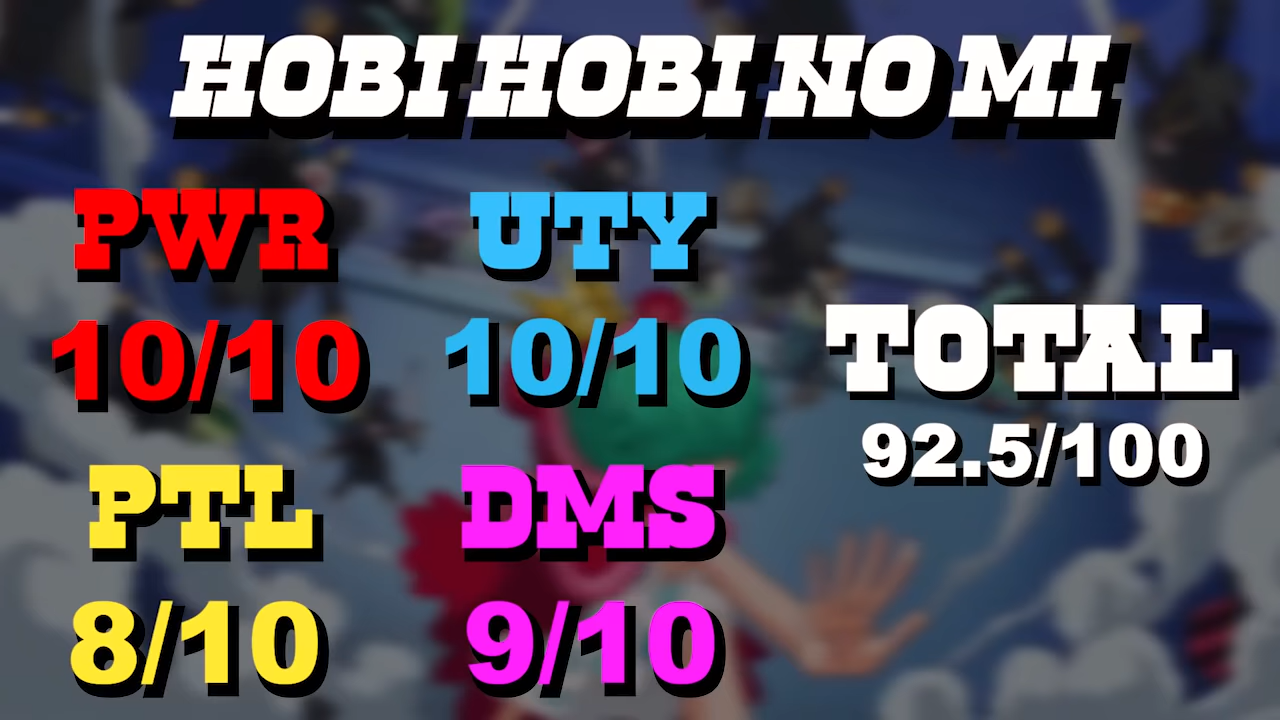 HOBI HOBI NO MI
PWR
10/10
UTY
10/10
PTL
8/10
DMS
9/10
TOTAL
92.5/100